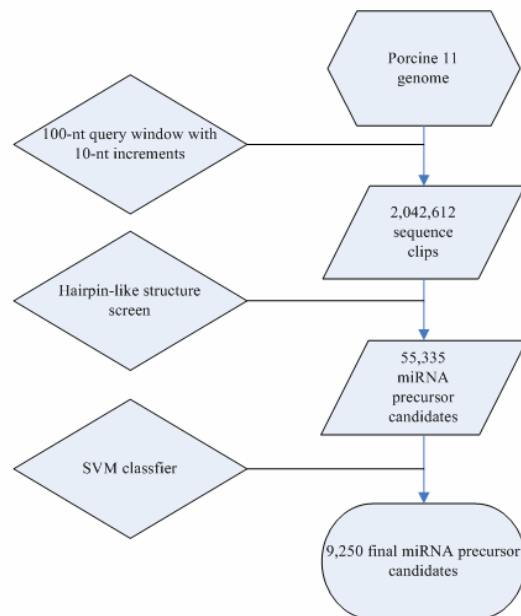 Porcine 11
genome
100-nt query window with
10-nt increments
2,042,612
sequence
clips
Hairpin-like structure
screen
55,335
miRNA
precursor
candidates
SVM classfier
9,250 final miRNA precursor
candidates